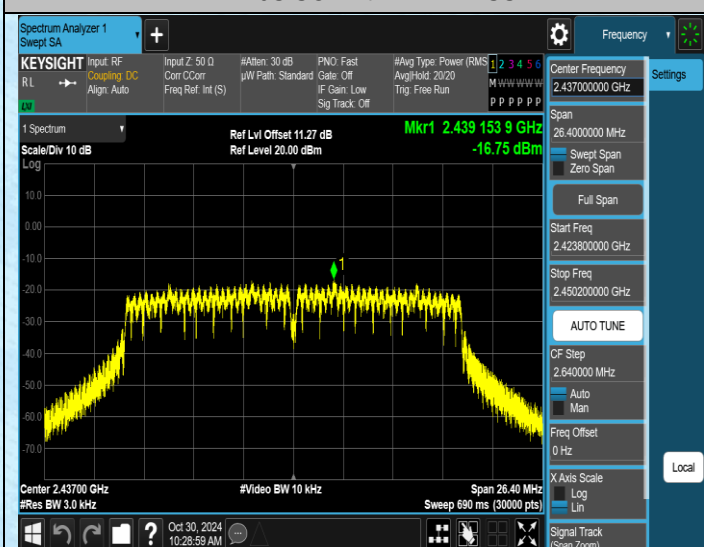 Spectrum Analyzer 1
Swept SA
+
Frequency
KEYSIGHT
RL
LXI
Input: RF
Coupling: DC
Align: Auto
Input Z: 50 Ω
Corr CCorr
Freq Ref: Int (S)
#Atten: 30 dB
µW Path: Standard
PNO: Fast
Gate: Off
IF Gain: Low
Sig Track: Off
#Avg Type: Power (RMS
Avg|Hold: 20/20
Trig: Free Run
1 2 3 4 5 6
M W W W W W
P P P P P P
1 Spectrum
Scale/Div 10 dB
Log
Ref Lvl Offset 11.27 dB
Ref Level 20.00 dBm
Mkr1 2.439 153 9 GHz
-16.75 dBm
10.0
0.00
-10.0
-20.0
-30.0
-40.0
-50.0
-60.0
-70.0
1
Center 2.43700 GHz
#Res BW 3.0 kHz
#Video BW 10 kHz
Span 26.40 MHz
Sweep 690 ms (30000 pts)
Oct 30, 2024
10:28:59 AM
Center Frequency
2.437000000 GHz
Settings
Span
26.4000000 MHz
Swept Span
Zero Span
Full Span
Start Freq
2.423800000 GHz
Stop Freq
2.450200000 GHz
AUTO TUNE
CF Step
2.640000 MHz
Auto
Man
Freq Offset
0 Hz
X Axis Scale
Log
Lin
Local
Signal Track
(Span Zoom)